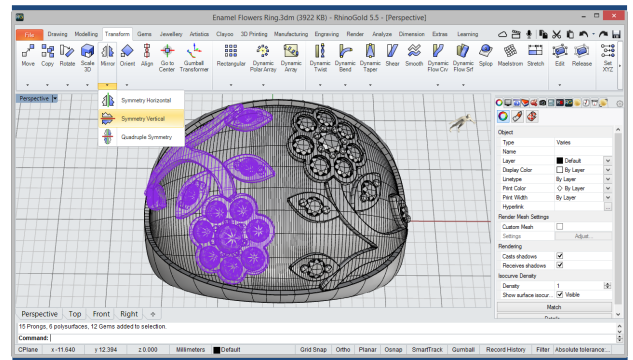 Enamel Flowers Ring.3dm (3922 KB) - RhinoGold 5.5 - [Perspective]
File Drawing Modelling Transform Gems Jewellery Artistics Clayoo 3D Printing Manufacturing Engraving Render Analyze Dimension Extras Learning
Move Copy Rotate Scale 3D Mirror Orient Align Go to Center Gumball Transformer Rectangular Dynamic Polar Array Dynamic Array Dynamic Twist Dynamic Bend Dynamic Taper Shear Smooth Dynamic Flow Crv Dynamic Flow Srf Splop Maelstrom Stretch Edit Release Set XYZ
Perspective
Symmetry Horizontal
Symmetry Vertical
Quadruple Symmetry
Object
Type Varies
Name
Layer Default
Display Color By Layer
Linetype By Layer
Print Color By Layer
Print Width By Layer
Hyperlink ...
Render Mesh Settings
Custom Mesh
Settings Adjust...
Rendering
Casts shadows
Receives shadows
Isocurve Density
Density 1
Show surface isocur... Visible
Match
Details
Perspective Top Front Right
15 Prongs, 6 polysurfaces, 12 Gems added to selection.
Command:
CPlane x -11.640 y 12.394 z 0.000 Millimeters Default Grid Snap Ortho Planar Osnap SmartTrack Gumball Record History Filter Absolute tolerance:...